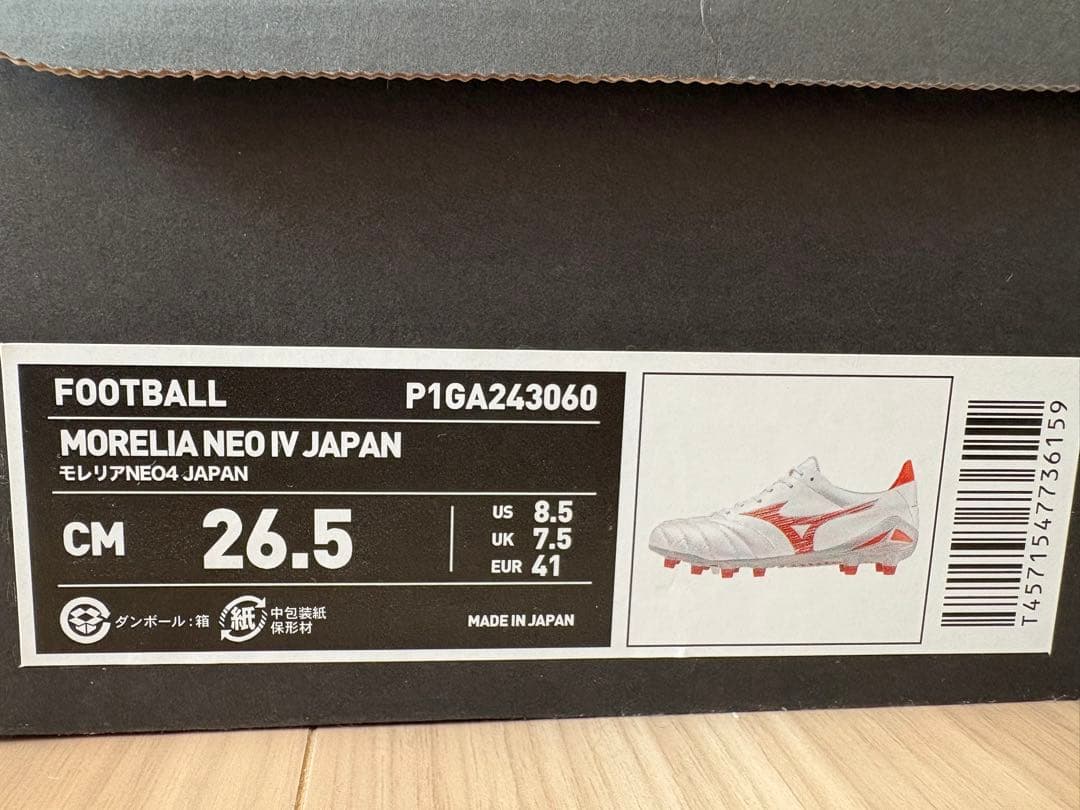 FOOTBALL P1GA243060
MORELIA NEO IV JAPAN
モレリアNEO4 JAPAN
CM 26.5
US 8.5
UK 7.5
EUR 41
ダンボール：箱
紙 中包装紙
保形材
MADE IN JAPAN
T4571547736159